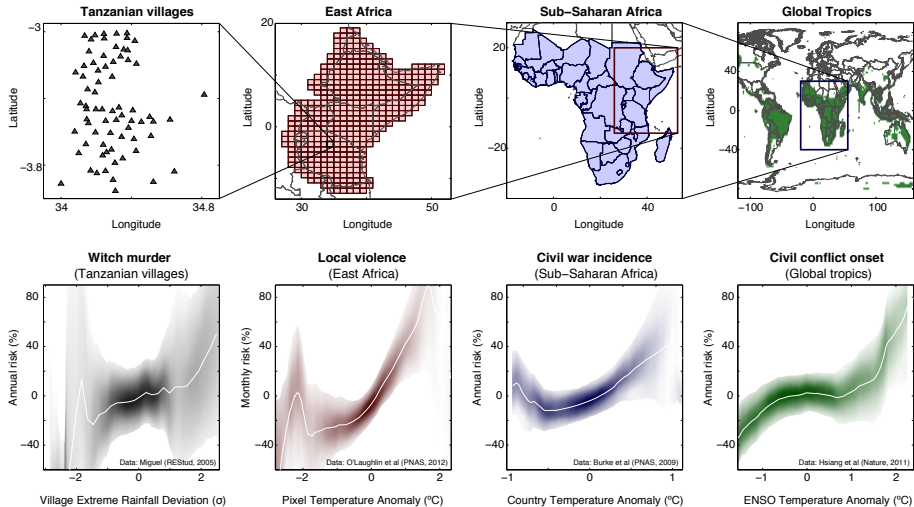 Tanzanian villages
East Africa
Sub−Saharan Africa
Global Tropics
−3
−3.8
Latitude
34
34.8
Longitude
20
0
Latitude
30
50
Longitude
20
−20
Latitude
0
40
Longitude
40
0
−40
Latitude
−100
0
100
Longitude
Witch murder
(Tanzanian villages)
80
40
0
−40
Annual risk (%)
Data: Miguel (REStud, 2005)
−2
0
2
Village Extreme Rainfall Deviation (σ)
Local violence
(East Africa)
80
40
0
−40
Monthly risk (%)
Data: O'Laughlin et al (PNAS, 2012)
−2
0
2
Pixel Temperature Anomaly (ºC)
Civil war incidence
(Sub−Saharan Africa)
80
40
0
−40
Annual risk (%)
Data: Burke et al (PNAS, 2009)
−1
0
1
Country Temperature Anomaly (ºC)
Civil conflict onset
(Global tropics)
80
40
0
−40
Annual risk (%)
Data: Hsiang et al (Nature, 2011)
−1
0
1
2
ENSO Temperature Anomaly (ºC)